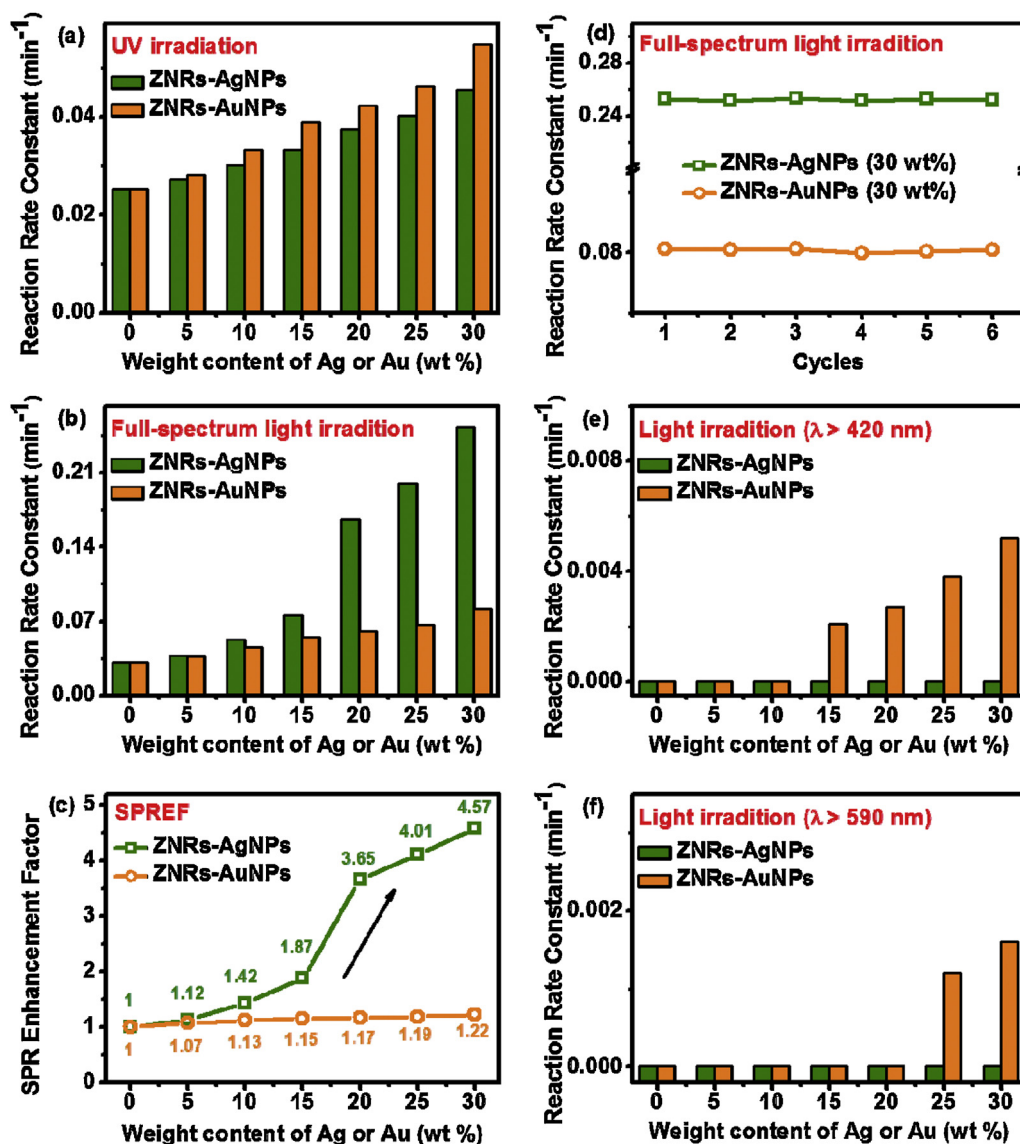 (a)
UV irradiation
ZNRs-AgNPs
ZNRs-AuNPs
Reaction Rate Constant (min⁻¹)
0.04
0.02
0.00
0 5 10 15 20 25 30
Weight content of Ag or Au (wt %)
(d)
Full-spectrum light irradition
Reaction Rate Constant (min⁻¹)
0.28
0.24
0.08
ZNRs-AgNPs (30 wt%)
ZNRs-AuNPs (30 wt%)
1 2 3 4 5 6
Cycles
(b)
Full-spectrum light irradition
ZNRs-AgNPs
ZNRs-AuNPs
Reaction Rate Constant (min⁻¹)
0.21
0.14
0.07
0.00
0 5 10 15 20 25 30
Weight content of Ag or Au (wt %)
(e)
Light irradition (λ > 420 nm)
ZNRs-AgNPs
ZNRs-AuNPs
Reaction Rate Constant (min⁻¹)
0.008
0.004
0.000
0 5 10 15 20 25 30
Weight content of Ag or Au (wt %)
(c)
SPREF
ZNRs-AgNPs
ZNRs-AuNPs
SPR Enhancement Factor
5
4
3
2
1
0
1 1.12 1.42 1.87 3.65 4.01 4.57
1 1.07 1.13 1.15 1.17 1.19 1.22
0 5 10 15 20 25 30
Weight content of Ag or Au (wt %)
(f)
Light irradition (λ > 590 nm)
ZNRs-AgNPs
ZNRs-AuNPs
Reaction Rate Constant (min⁻¹)
0.002
0.000
0 5 10 15 20 25 30
Weight content of Ag or Au (wt %)